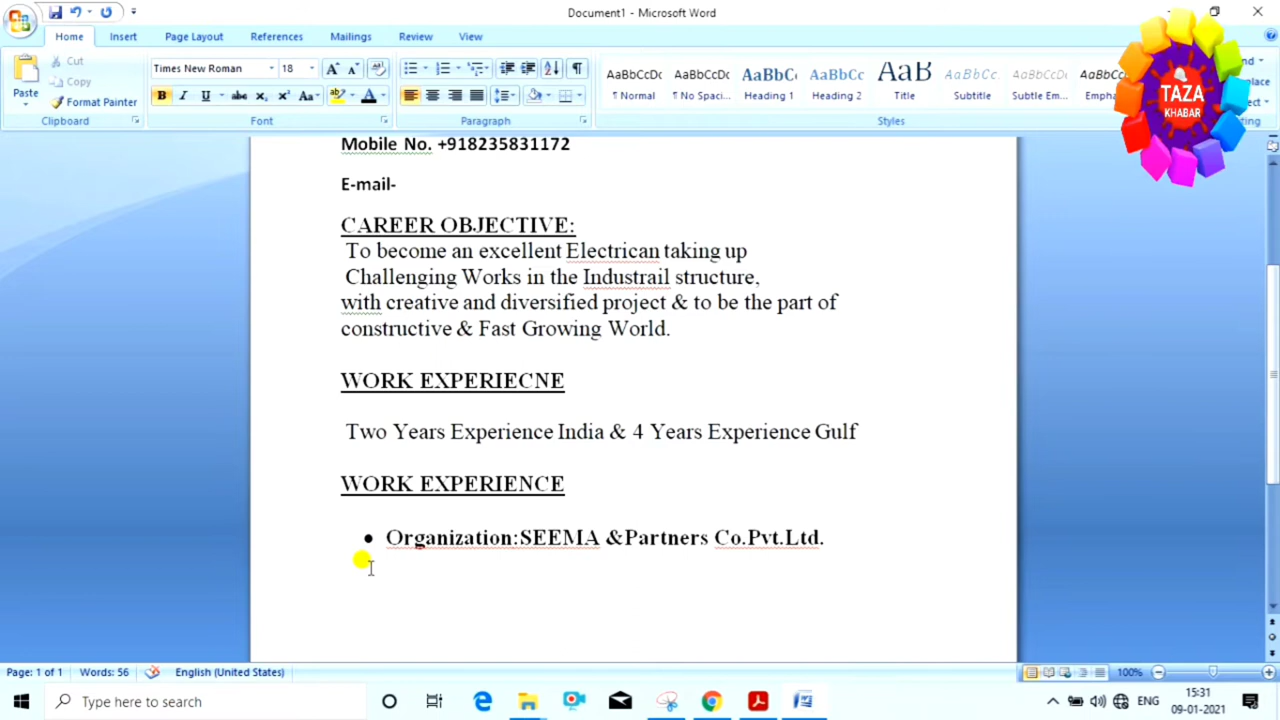 Document1 - Microsoft Word
Home Insert Page Layout References Mailings Review View
Paste
Cut
Copy
Format Painter
Clipboard
Times New Roman 18
Font
Paragraph
AaBbCcDc AaBbCcDc AaBbC AaBbCc AaB AaBbCc. AaBbCcDc
¶ Normal ¶ No Spaci... Heading 1 Heading 2 Title Subtitle Subtle Em...
Styles
TAZA
KHABAR
Mobile No. +918235831172
E-mail-
CAREER OBJECTIVE:
To become an excellent Electrican taking up
Challenging Works in the Industrail structure,
with creative and diversified project & to be the part of
constructive & Fast Growing World.
WORK EXPERIECNE
Two Years Experience India & 4 Years Experience Gulf
WORK EXPERIENCE
• Organization:SEEMA &Partners Co.Pvt.Ltd.
Page: 1 of 1 Words: 56 English (United States) 100%
Type here to search
ENG
15:31
09-01-2021